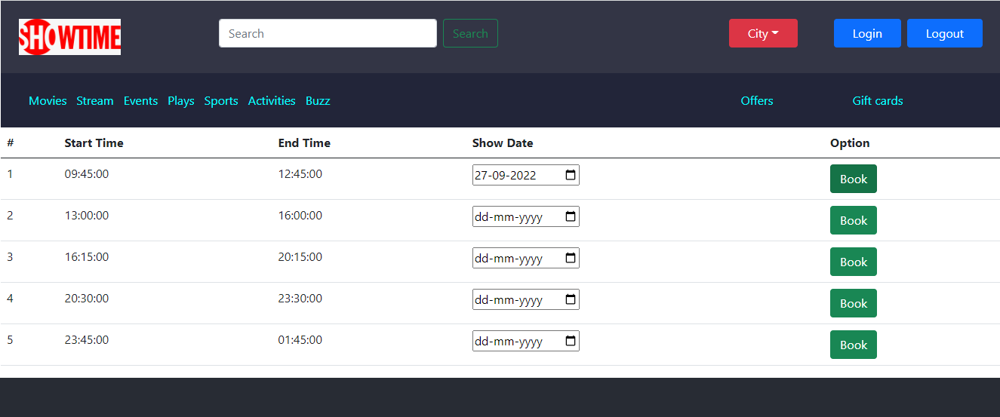 SHOWTIME Search Search City Login Logout
Movies Stream Events Plays Sports Activities Buzz Offers Gift cards
# Start Time End Time Show Date Option
1 09:45:00 12:45:00 27-09-2022 Book
2 13:00:00 16:00:00 dd-mm-yyyy Book
3 16:15:00 20:15:00 dd-mm-yyyy Book
4 20:30:00 23:30:00 dd-mm-yyyy Book
5 23:45:00 01:45:00 dd-mm-yyyy Book